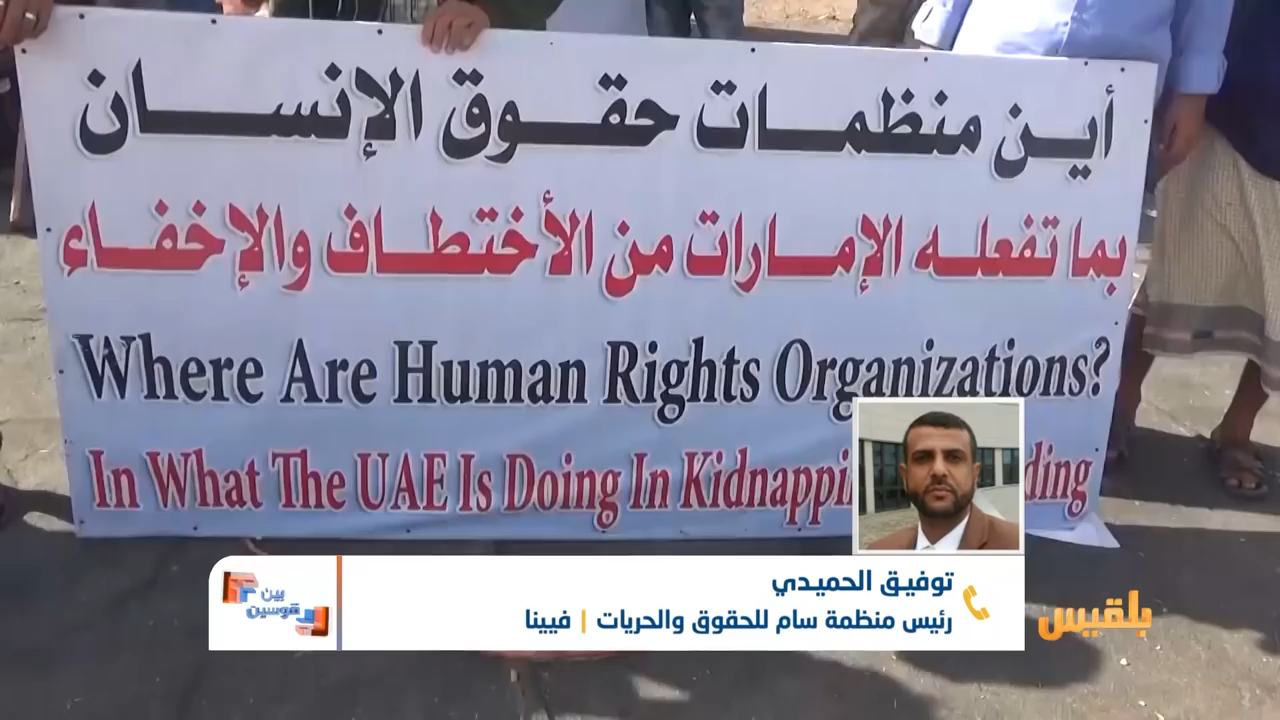 أين منظمات حقوق الإنسان
بما تفعله الإمارات من الأختطاف والإخفاء
Where Are Human Rights Organizations?
In What The UAE Is Doing In Kidnappi ding
توفيق الحميدي
رئيس منظمة سام للحقوق والحريات | فيينا
بين قوسين
بلقيس